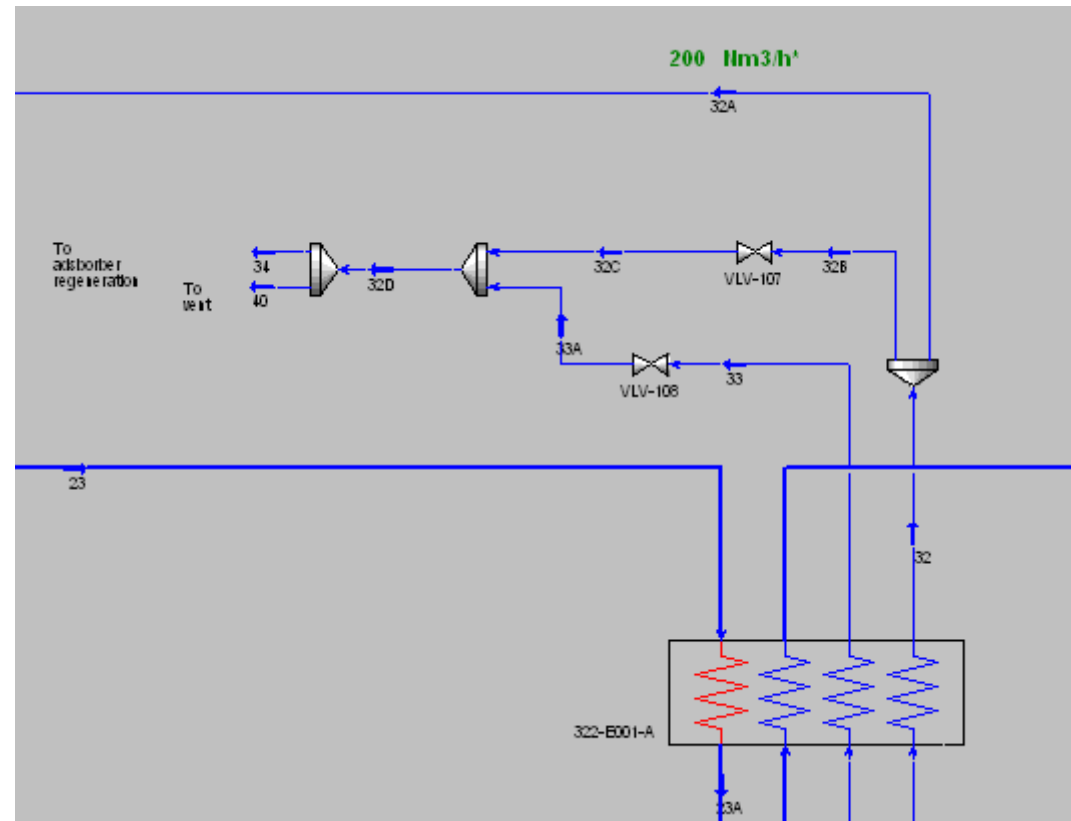 200 Nm3/h*
32A
To
adsborber
regeneration
34
To
vent
40
32D
32C
VLV-107
32B
33A
VLV-108
33
23
32
322-E001-A
23A